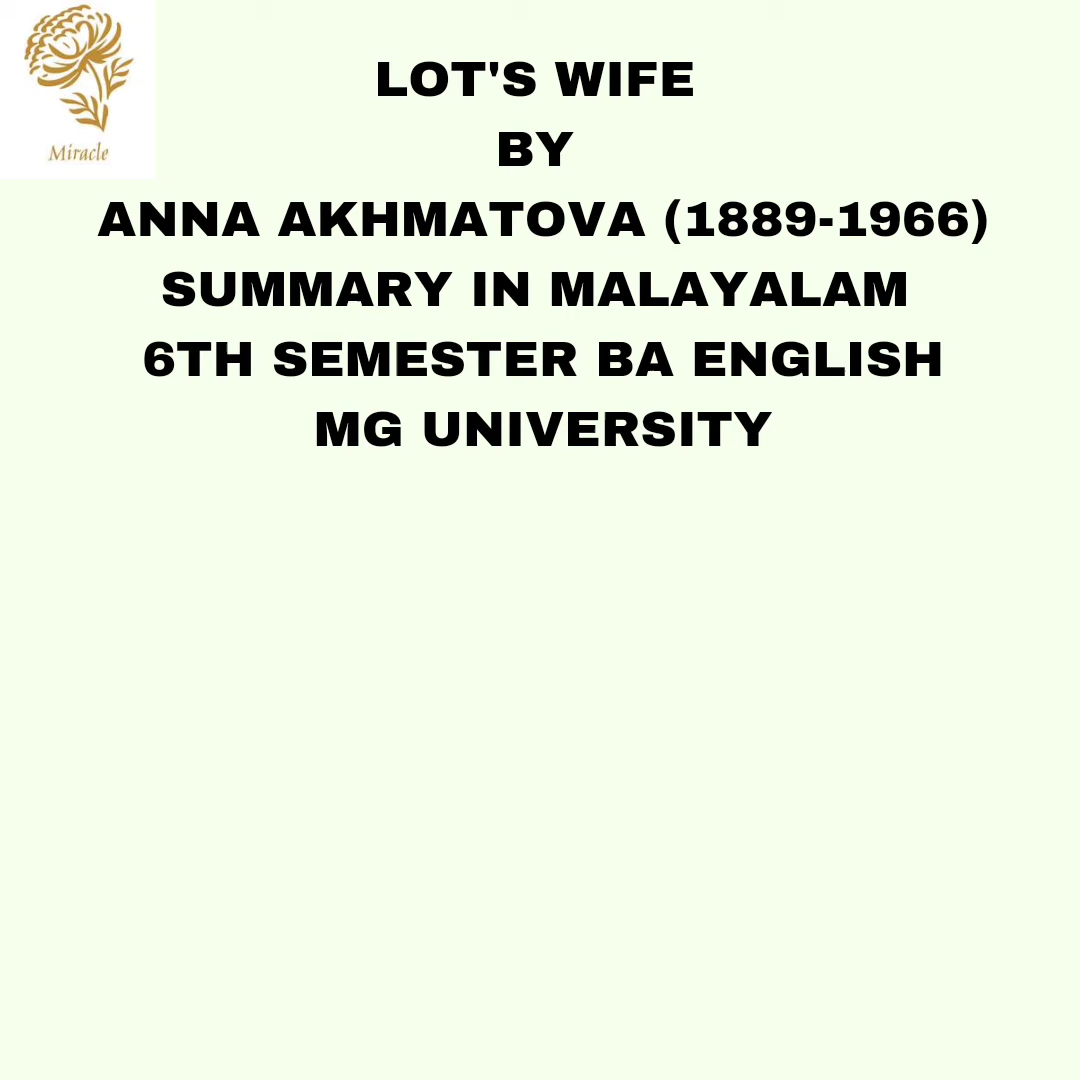 Miracle
LOT'S WIFE
BY
ANNA AKHMATOVA (1889-1966)
SUMMARY IN MALAYALAM
6TH SEMESTER BA ENGLISH
MG UNIVERSITY